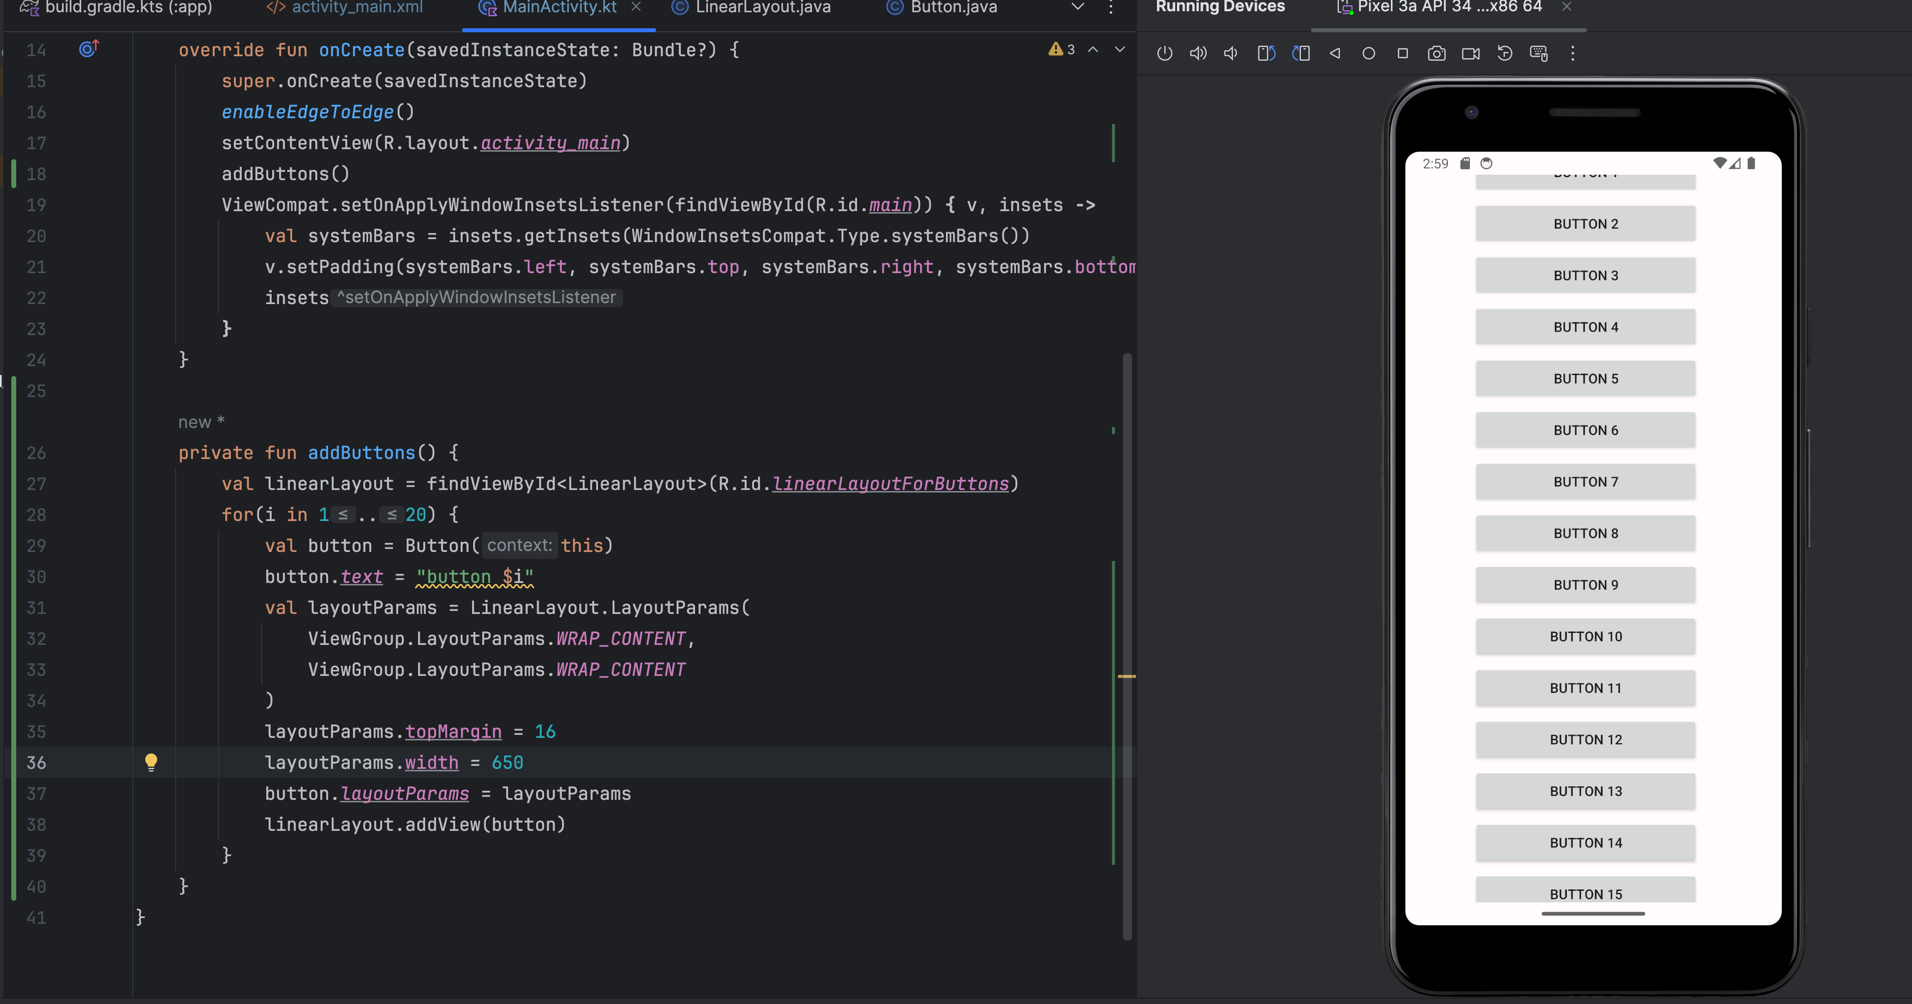 build.gradle.kts (:app)
activity_main.xml
MainActivity.kt
LinearLayout.java
Button.java
Running Devices
Pixel 3a API 34 ...x86 64
3
14 override fun onCreate(savedInstanceState: Bundle?) {
15 super.onCreate(savedInstanceState)
16 enableEdgeToEdge()
17 setContentView(R.layout.activity_main)
18 addButtons()
19 ViewCompat.setOnApplyWindowInsetsListener(findViewById(R.id.main)) { v, insets ->
20 val systemBars = insets.getInsets(WindowInsetsCompat.Type.systemBars())
21 v.setPadding(systemBars.left, systemBars.top, systemBars.right, systemBars.bottom
22 insets ^setOnApplyWindowInsetsListener
23 }
24 }
25
new *
26 private fun addButtons() {
27 val linearLayout = findViewById<LinearLayout>(R.id.linearLayoutForButtons)
28 for(i in 1 ≤ .. ≤ 20) {
29 val button = Button( context: this)
30 button.text = "button $i"
31 val layoutParams = LinearLayout.LayoutParams(
32 ViewGroup.LayoutParams.WRAP_CONTENT,
33 ViewGroup.LayoutParams.WRAP_CONTENT
34 )
35 layoutParams.topMargin = 16
36 layoutParams.width = 650
37 button.layoutParams = layoutParams
38 linearLayout.addView(button)
39 }
40 }
41 }
2:59
BUTTON 1
BUTTON 2
BUTTON 3
BUTTON 4
BUTTON 5
BUTTON 6
BUTTON 7
BUTTON 8
BUTTON 9
BUTTON 10
BUTTON 11
BUTTON 12
BUTTON 13
BUTTON 14
BUTTON 15